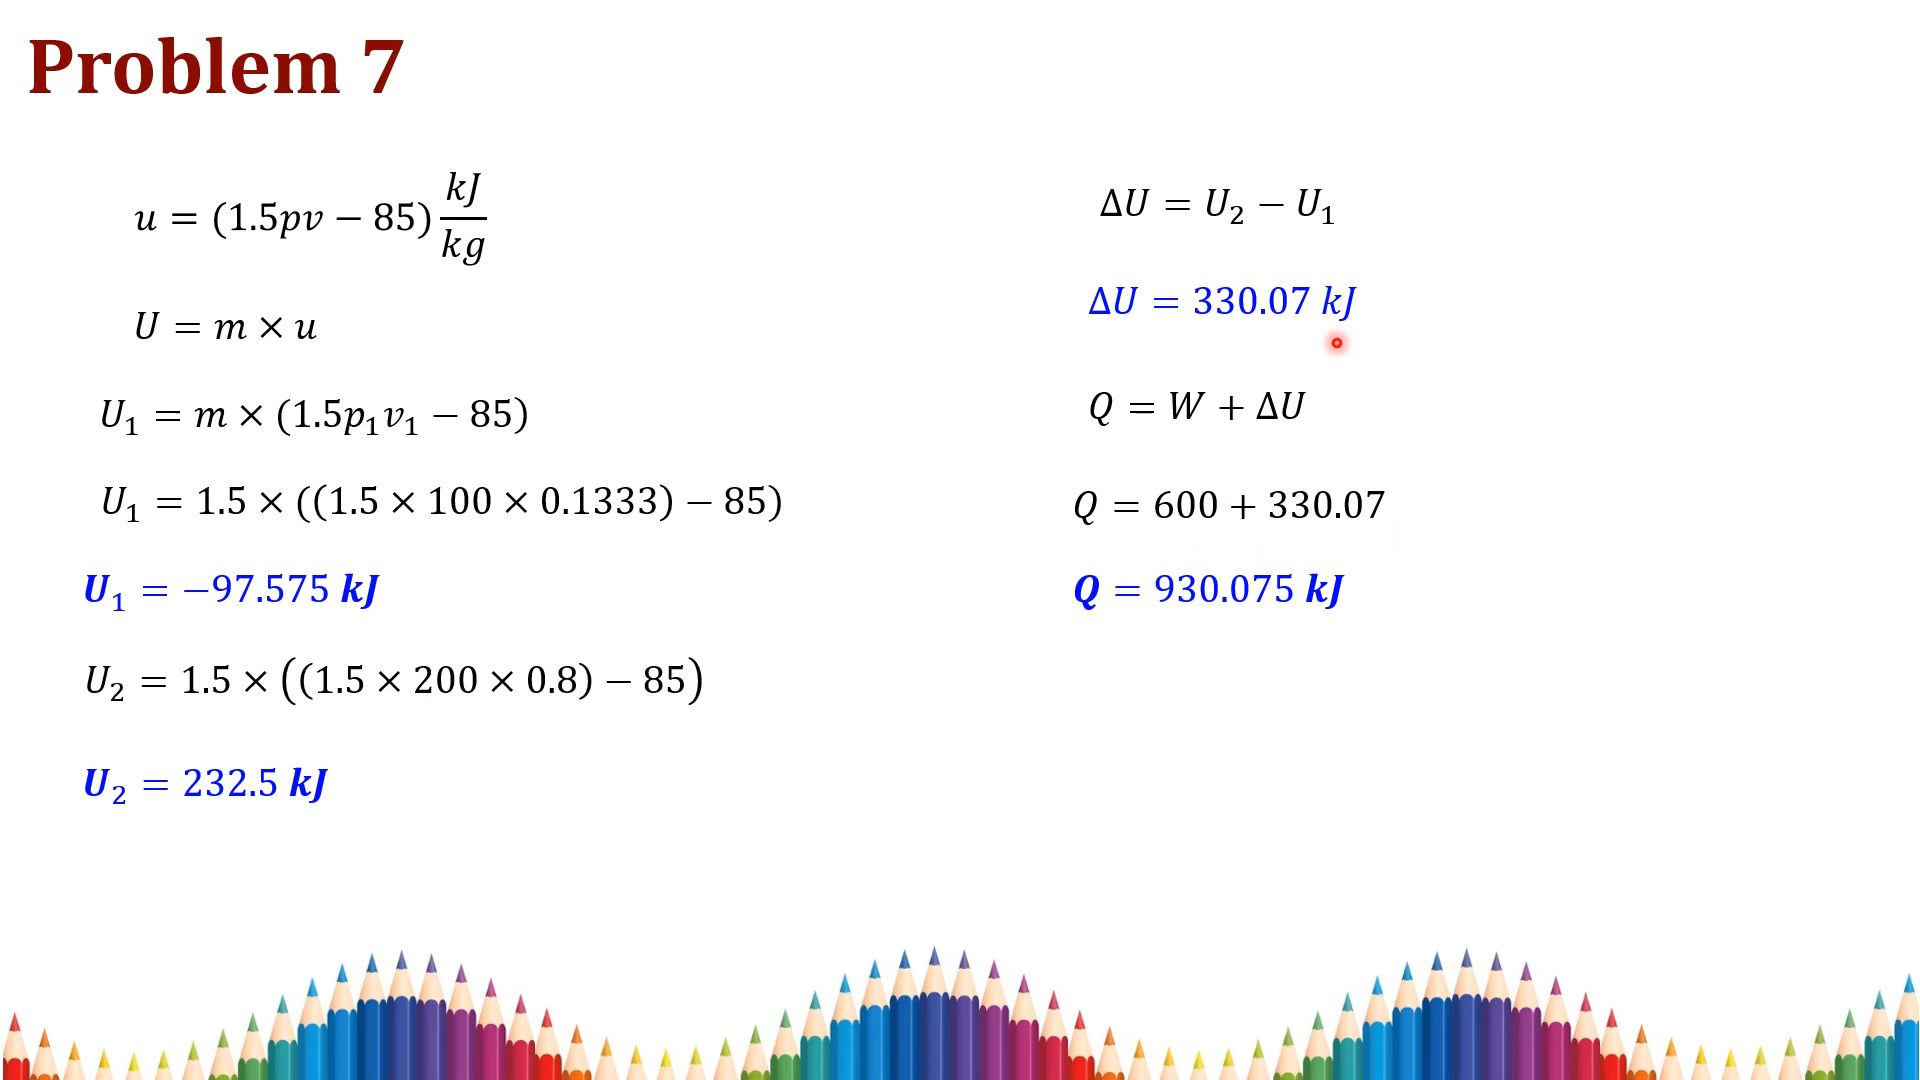 Problem 7
u = (1.5pv − 85) kJ/kg
U = m × u
U₁ = m × (1.5p₁v₁ − 85)
U₁ = 1.5 × ((1.5 × 100 × 0.1333) − 85)
U₁ = −97.575 kJ
U₂ = 1.5 × ((1.5 × 200 × 0.8) − 85)
U₂ = 232.5 kJ
ΔU = U₂ − U₁
ΔU = 330.07 kJ
Q = W + ΔU
Q = 600 + 330.07
Q = 930.075 kJ